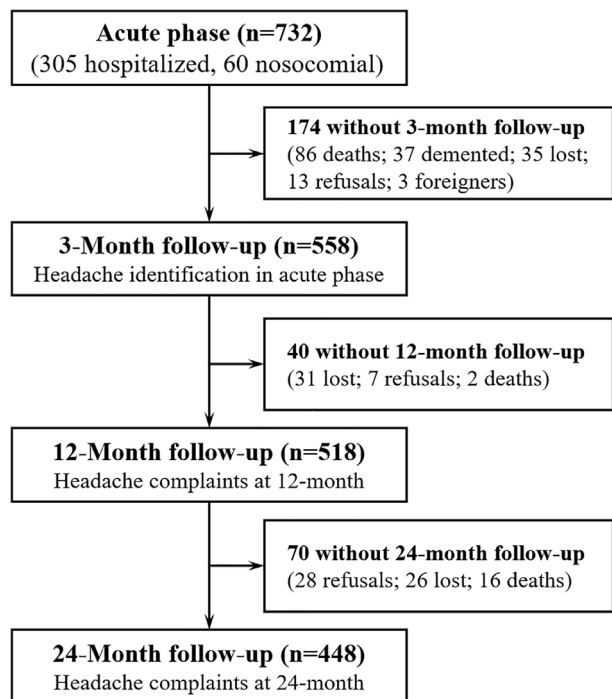 Acute phase (n=732)
(305 hospitalized, 60 nosocomial)
174 without 3-month follow-up
(86 deaths; 37 demented; 35 lost;
13 refusals; 3 foreigners)
3-Month follow-up (n=558)
Headache identification in acute phase
40 without 12-month follow-up
(31 lost; 7 refusals; 2 deaths)
12-Month follow-up (n=518)
Headache complaints at 12-month
70 without 24-month follow-up
(28 refusals; 26 lost; 16 deaths)
24-Month follow-up (n=448)
Headache complaints at 24-month